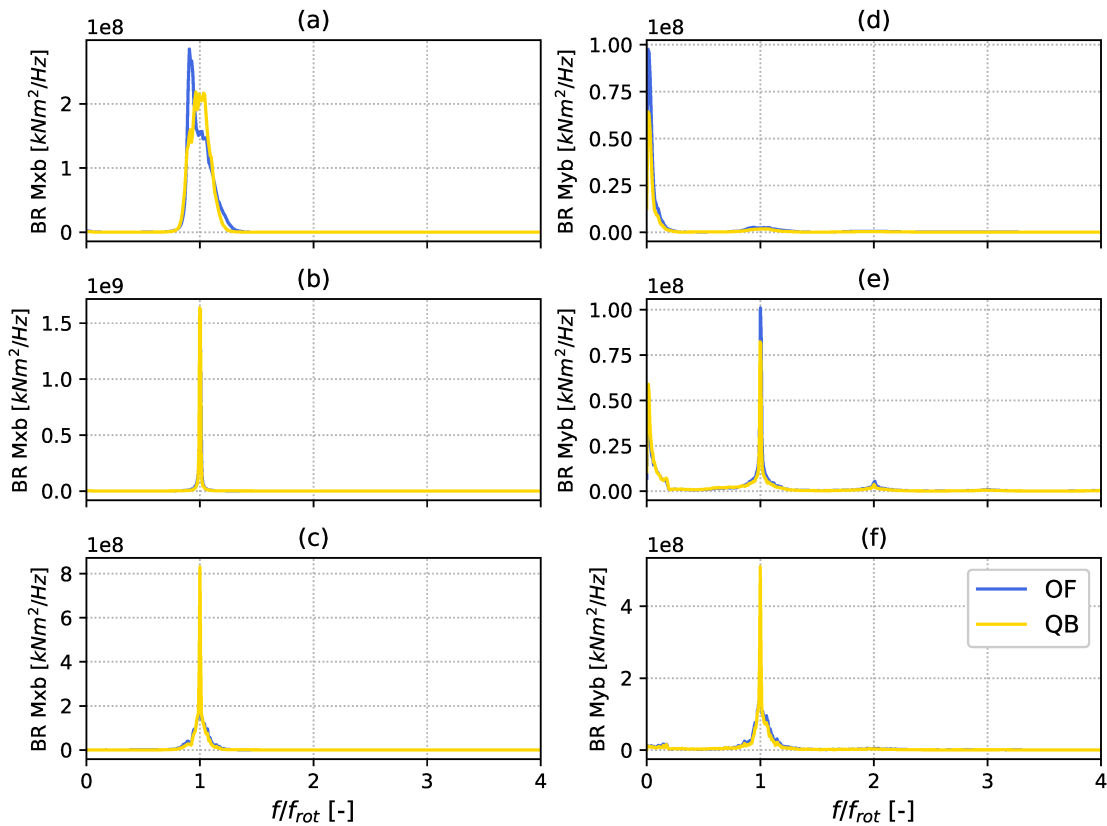 (a)
1e8
BR Mxb [kNm²/Hz]
2
1
0
(d)
1e8
BR Myb [kNm²/Hz]
1.00
0.75
0.50
0.25
0.00
(b)
1e9
BR Mxb [kNm²/Hz]
1.5
1.0
0.5
0.0
(e)
1e8
BR Myb [kNm²/Hz]
1.00
0.75
0.50
0.25
0.00
(c)
1e8
BR Mxb [kNm²/Hz]
8
6
4
2
0
0 1 2 3 4
f/f_rot [-]
(f)
1e8
BR Myb [kNm²/Hz]
4
2
0
OF
QB
0 1 2 3 4
f/f_rot [-]